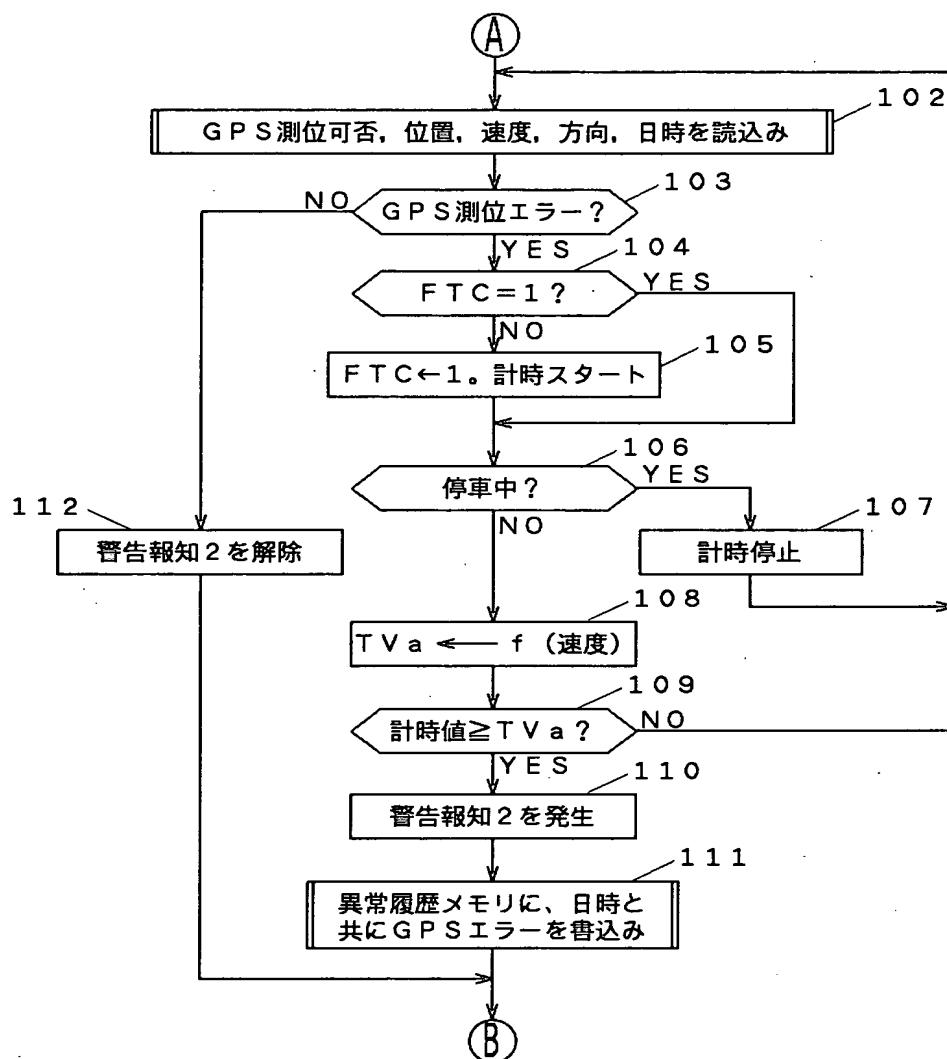 A
102
GPS測位可否,位置,速度,方向,日時を読込み
103
NO
GPS測位エラー?
YES
104
FTC=1?
YES
NO
105
FTC←1。計時スタート
106
停車中?
YES
NO
112
107
警告報知2を解除
計時停止
108
TVa ← f (速度)
109
計時値≧TVa?
NO
YES
110
警告報知2を発生
111
異常履歴メモリに、日時と
共にGPSエラーを書込み
B